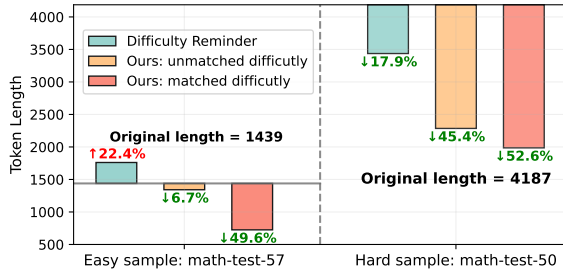 Token Length
4000
3500
3000
2500
2000
1500
1000
500
Difficulty Reminder
Ours: unmatched difficutly
Ours: matched difficutly
Original length = 1439
↑22.4%
↓6.7%
↓49.6%
↓17.9%
↓45.4%
↓52.6%
Original length = 4187
Easy sample: math-test-57
Hard sample: math-test-50